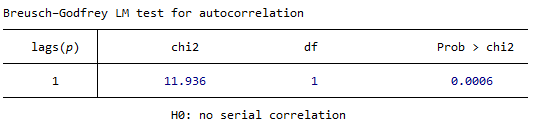 Breusch–Godfrey LM test for autocorrelation
lags(p) chi2 df Prob > chi2
1 11.936 1 0.0006
H0: no serial correlation